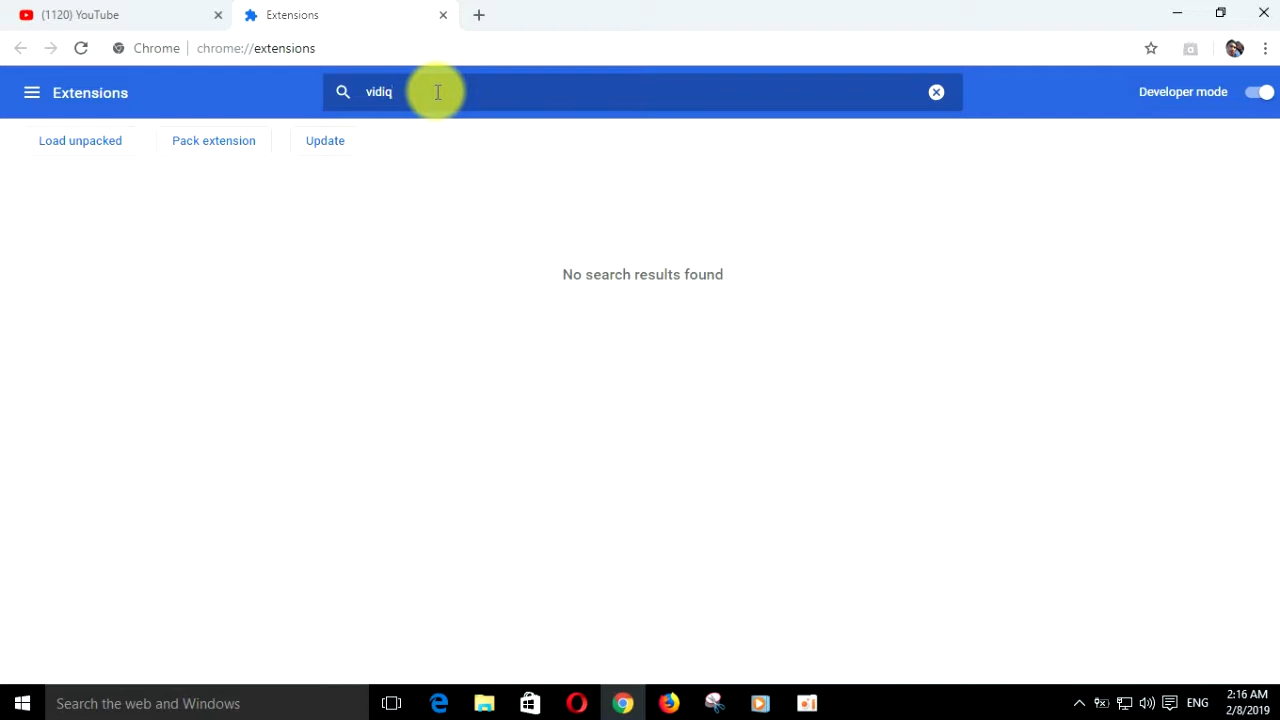 (1120) YouTube
Extensions
Chrome
chrome://extensions
Extensions
vidiq
Developer mode
Load unpacked
Pack extension
Update
No search results found
Search the web and Windows
ENG
2:16 AM
2/8/2019